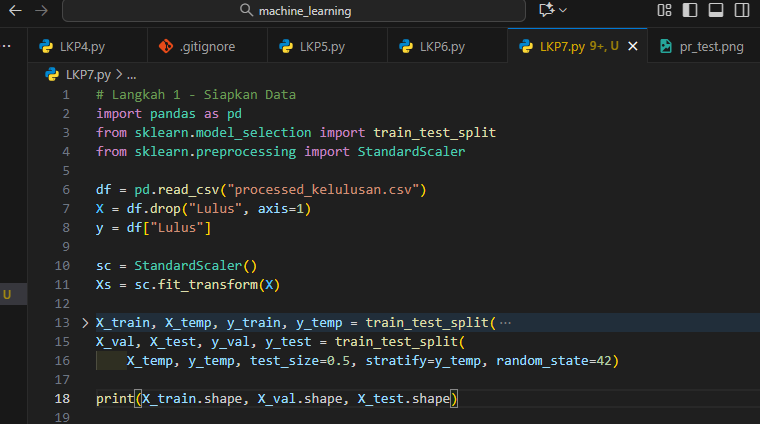 machine_learning
LKP4.py
.gitignore
LKP5.py
LKP6.py
LKP7.py 9+, U
pr_test.png
LKP7.py > ...
1 # Langkah 1 - Siapkan Data
2 import pandas as pd
3 from sklearn.model_selection import train_test_split
4 from sklearn.preprocessing import StandardScaler
5
6 df = pd.read_csv("processed_kelulusan.csv")
7 X = df.drop("Lulus", axis=1)
8 y = df["Lulus"]
9
10 sc = StandardScaler()
11 Xs = sc.fit_transform(X)
12
U
13 X_train, X_temp, y_train, y_temp = train_test_split(…
15 X_val, X_test, y_val, y_test = train_test_split(
16     X_temp, y_temp, test_size=0.5, stratify=y_temp, random_state=42)
17
18 print(X_train.shape, X_val.shape, X_test.shape)
19